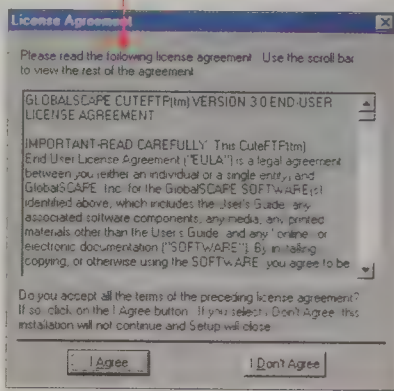 License Agreement
Please read the following license agreement. Use the scroll bar
to view the rest of the agreement
GLOBALSCAPE CUTEFTP(tm) VERSION 3.0 END-USER
LICENSE AGREEMENT
IMPORTANT-READ CAREFULLY: This CuteFTP(tm)
End User License Agreement ("EULA") is a legal agreement
between you (either an individual or a single entity) and
GlobalSCAPE, Inc. for the GlobalSCAPE SOFTWARE(s)
identified above, which includes the User's Guide, any
associated software components, any media, any printed
materials other than the User's Guide, and any "online" or
electronic documentation ("SOFTWARE"). By installing,
copying, or otherwise using the SOFTWARE, you agree to be
Do you accept all the terms of the preceding license agreement?
If so, click on the I Agree button. If you select I Don't Agree, this
installation will not continue and Setup will close.
I Agree
I Don't Agree